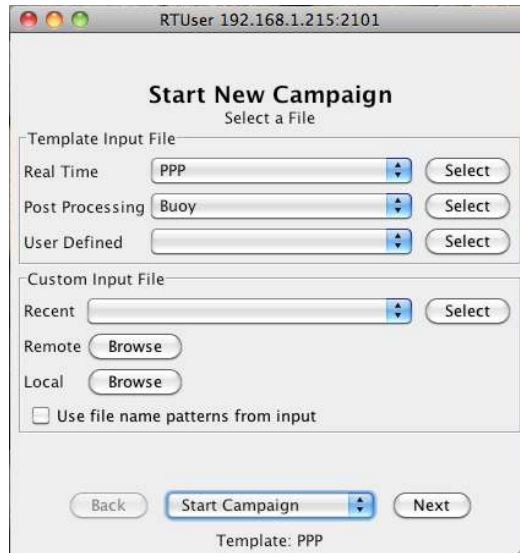 RTUser 192.168.1.215:2101
Start New Campaign
Select a File
Template Input File
Real Time PPP Select
Post Processing Buoy Select
User Defined Select
Custom Input File
Recent Select
Remote Browse
Local Browse
Use file name patterns from input
Back Start Campaign Next
Template: PPP